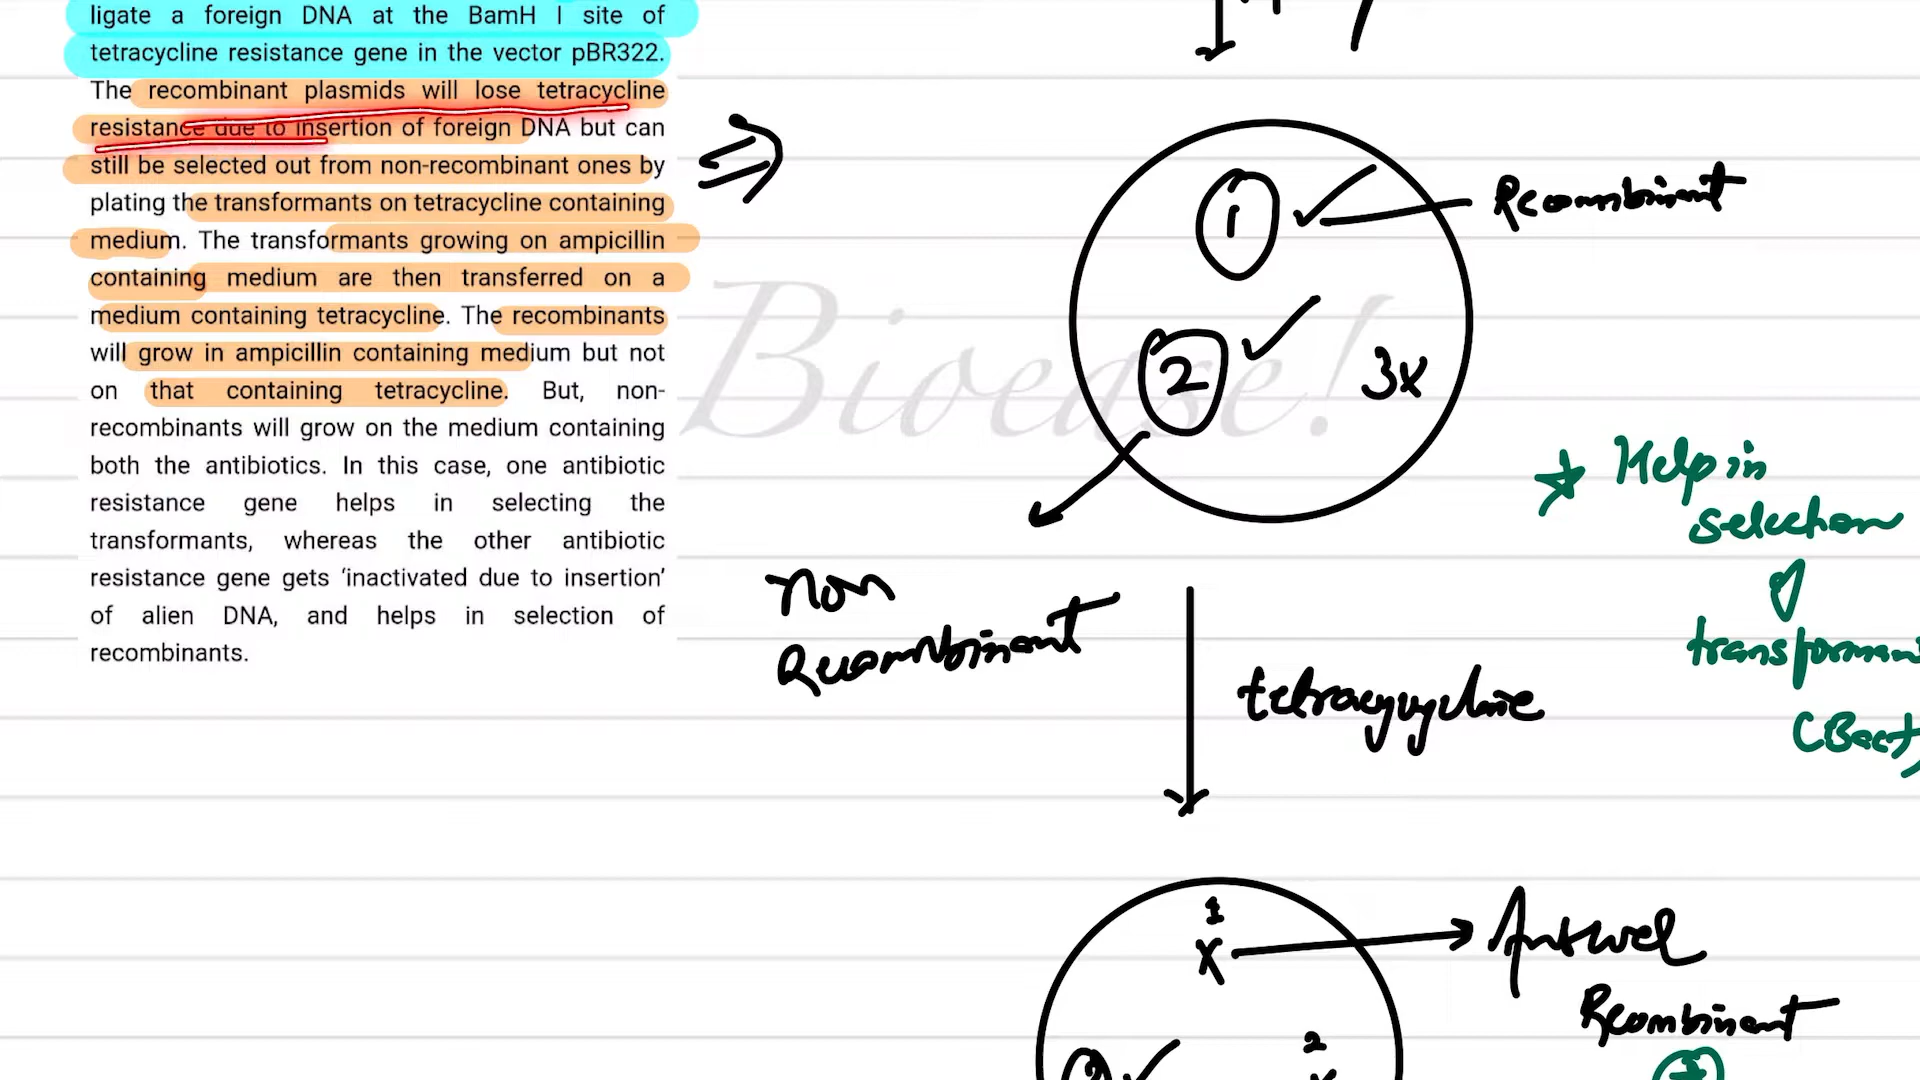 ligate a foreign DNA at the BamH I site of
tetracycline resistance gene in the vector pBR322.
The recombinant plasmids will lose tetracycline
resistance due to insertion of foreign DNA but can
still be selected out from non-recombinant ones by
plating the transformants on tetracycline containing
medium. The transformants growing on ampicillin
containing medium are then transferred on a
medium containing tetracycline. The recombinants
will grow in ampicillin containing medium but not
on that containing tetracycline. But, non-
recombinants will grow on the medium containing
both the antibiotics. In this case, one antibiotic
resistance gene helps in selecting the
transformants, whereas the other antibiotic
resistance gene gets ‘inactivated due to insertion’
of alien DNA, and helps in selection of
recombinants.
Bioease!
1
Recombinant
2
3x
non
tetracycycline
Help in
selection
of
1
x
Answer
Recombinant
2